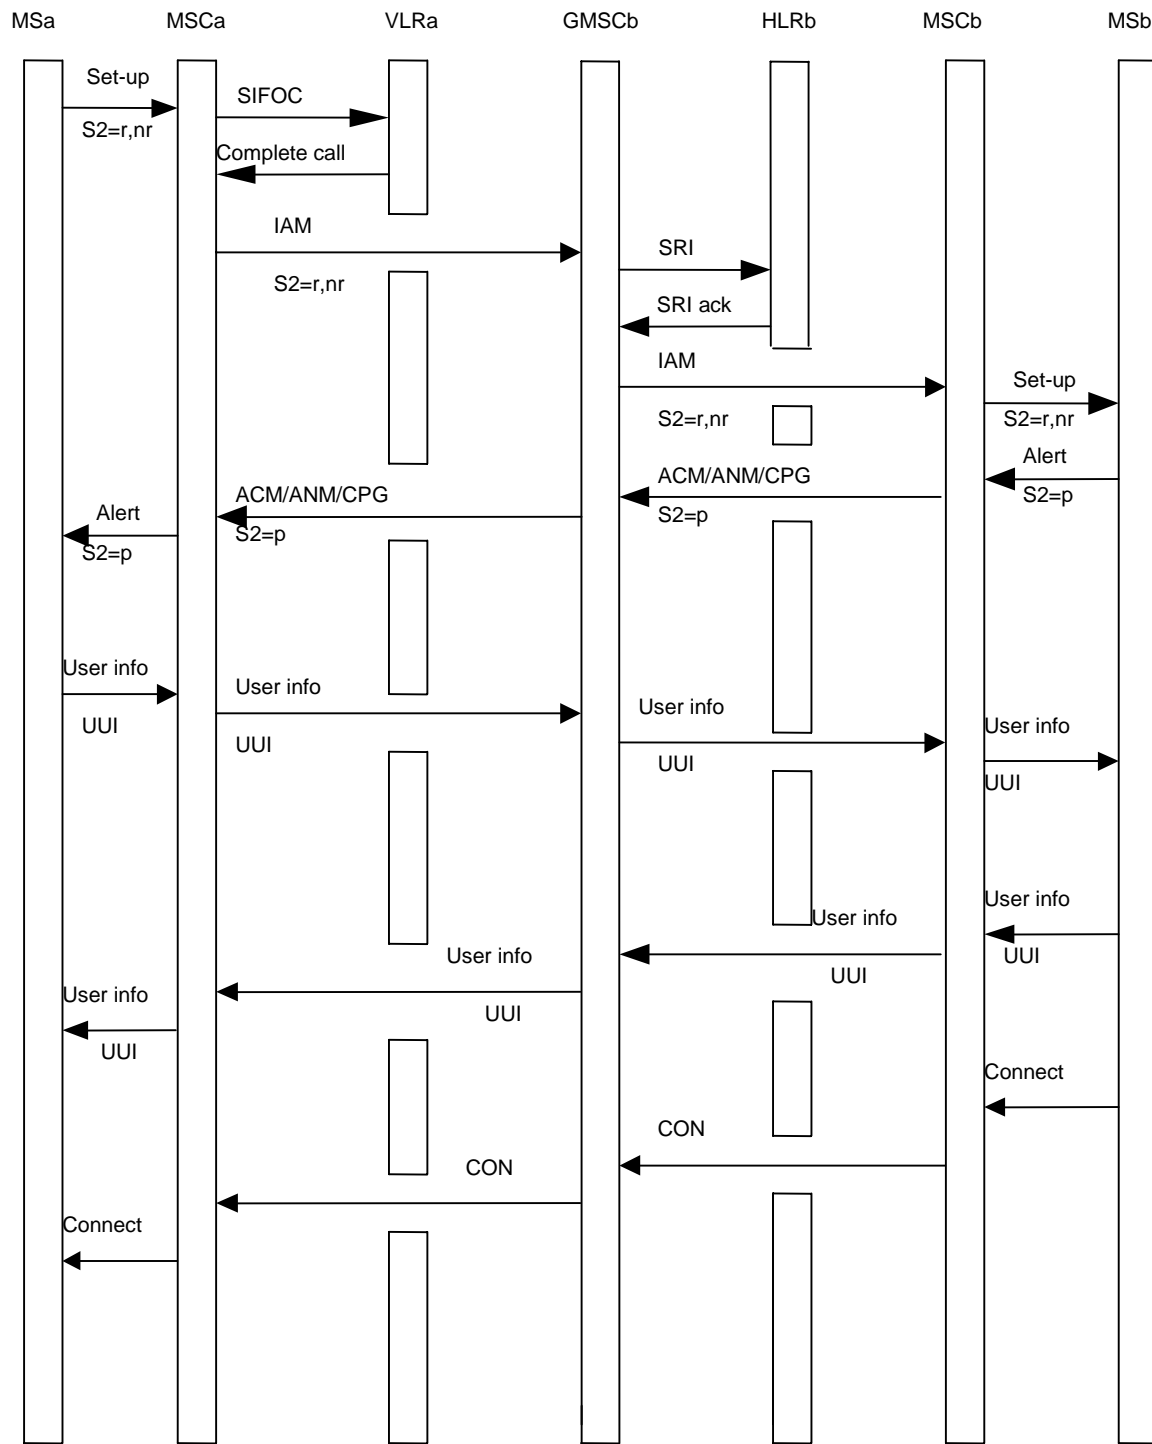 MSa MSCa VLRa GMSCb HLRb MSCb MSb
Set-up
SIFOC
S2=r,nr
Complete call
IAM
SRI
S2=r,nr
SRI ack
IAM
Set-up
S2=r,nr
S2=r,nr
Alert
ACM/ANM/CPG
ACM/ANM/CPG
S2=p
Alert
S2=p
S2=p
S2=p
User info
User info
User info
UUI
User info
UUI
UUI
UUI
User info
User info
User info
UUI
UUI
User info
UUI
UUI
Connect
CON
CON
Connect